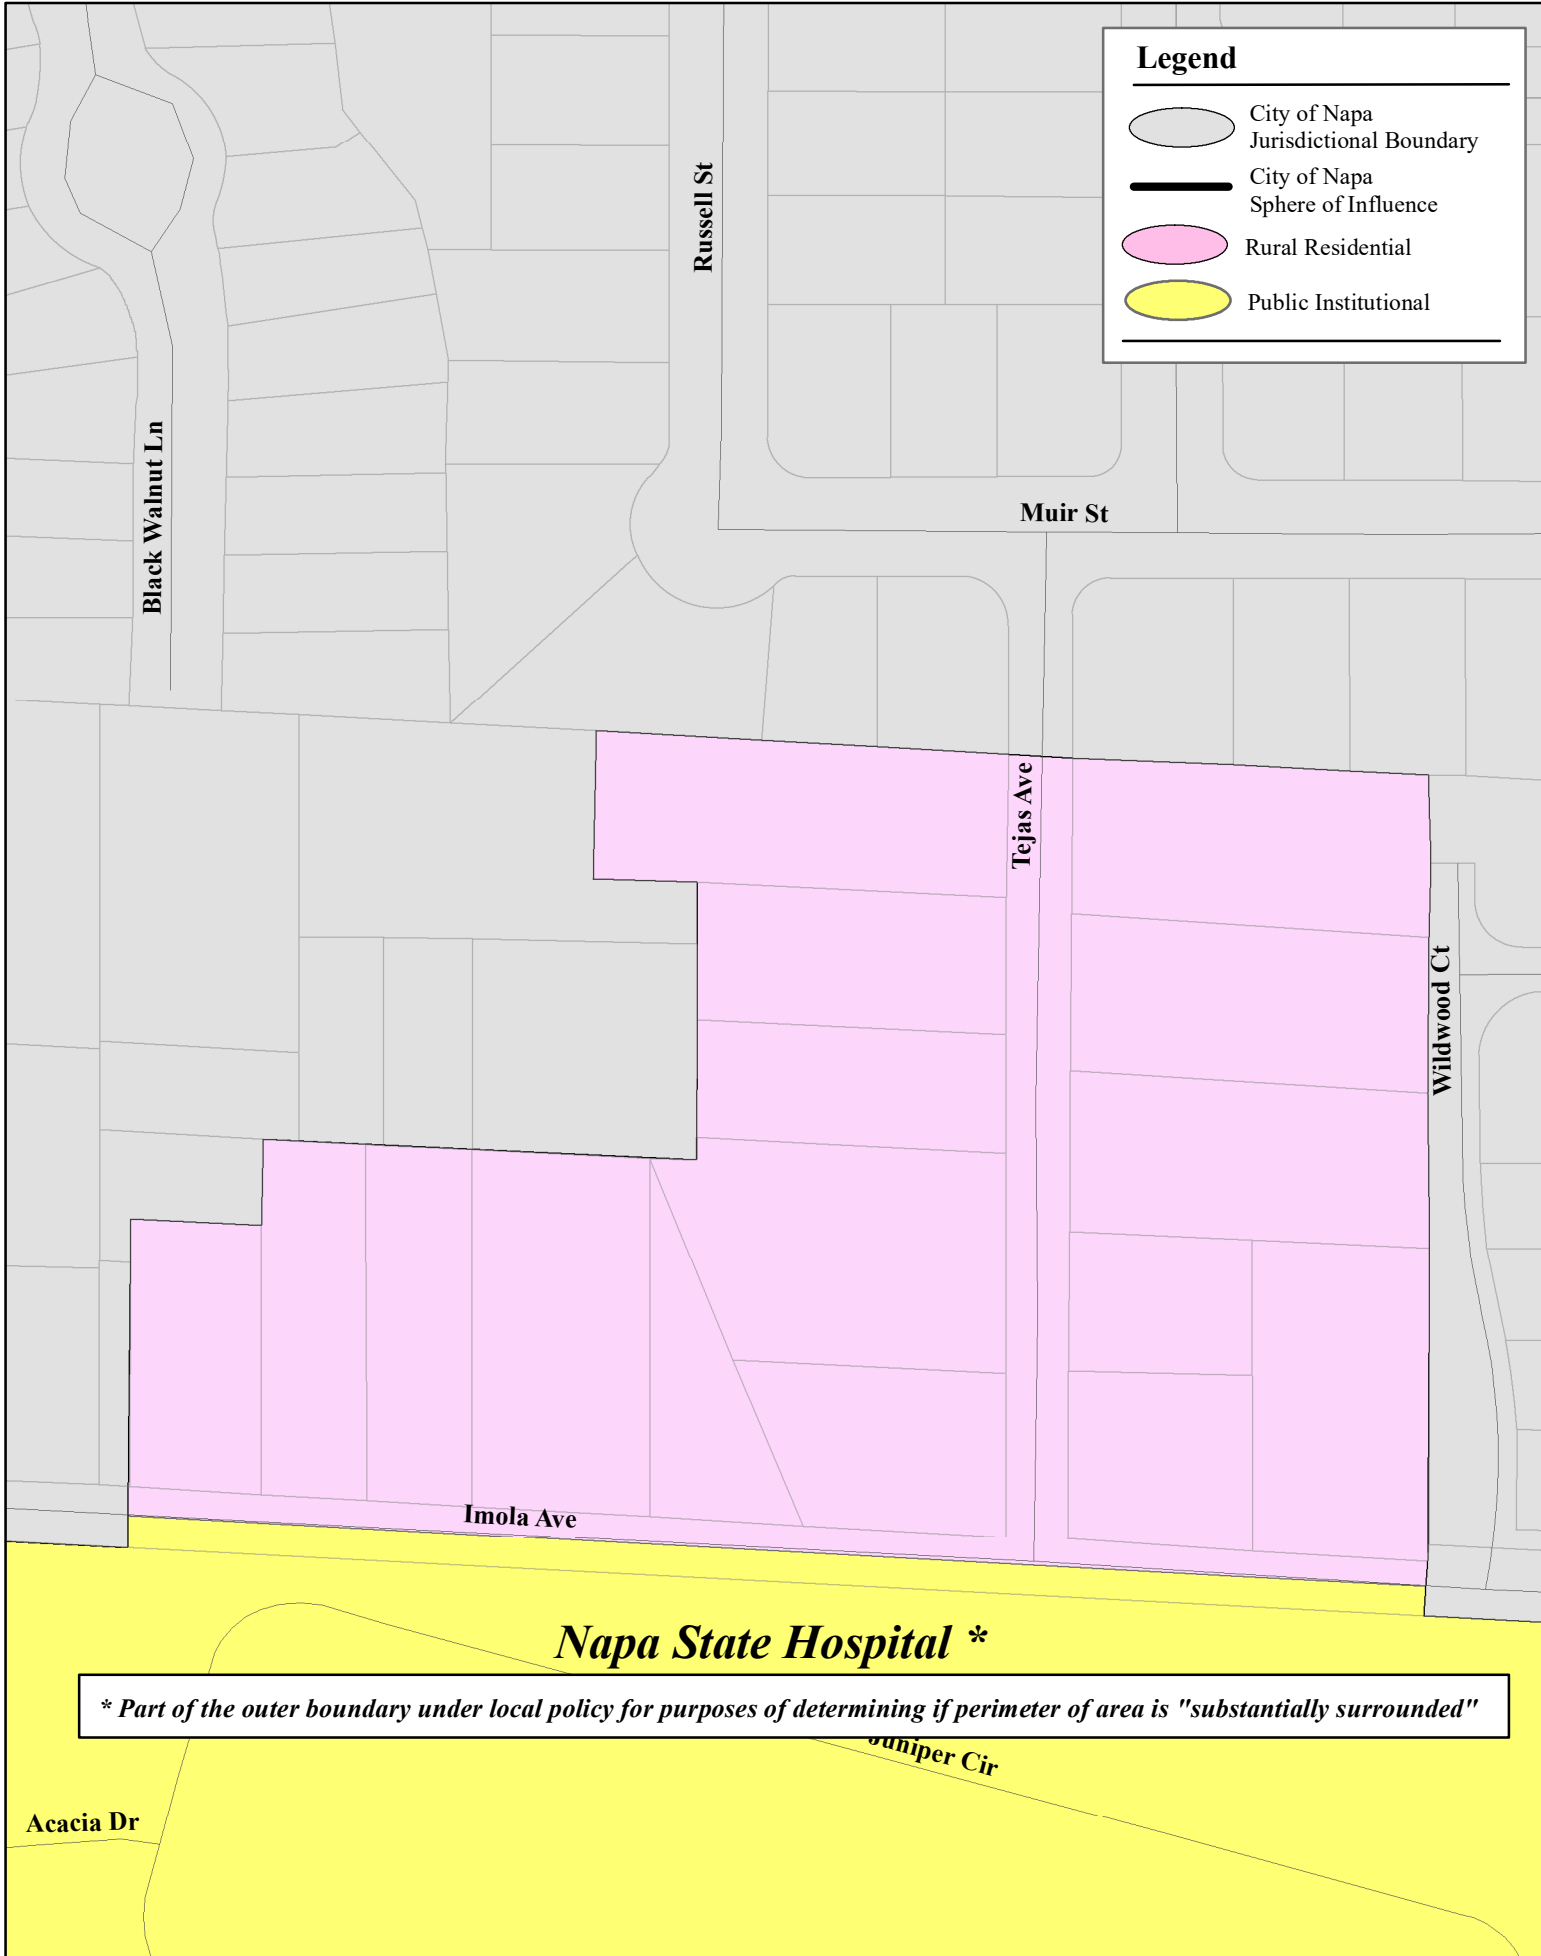 Legend
City of Napa
Jurisdictional Boundary
City of Napa
Sphere of Influence
Rural Residential
Public Institutional
Russell St
Black Walnut Ln
Muir St
Tejas Ave
Wildwood Ct
Imola Ave
Napa State Hospital *
* Part of the outer boundary under local policy for purposes of determining if perimeter of area is "substantially surrounded"
Juniper Cir
Acacia Dr